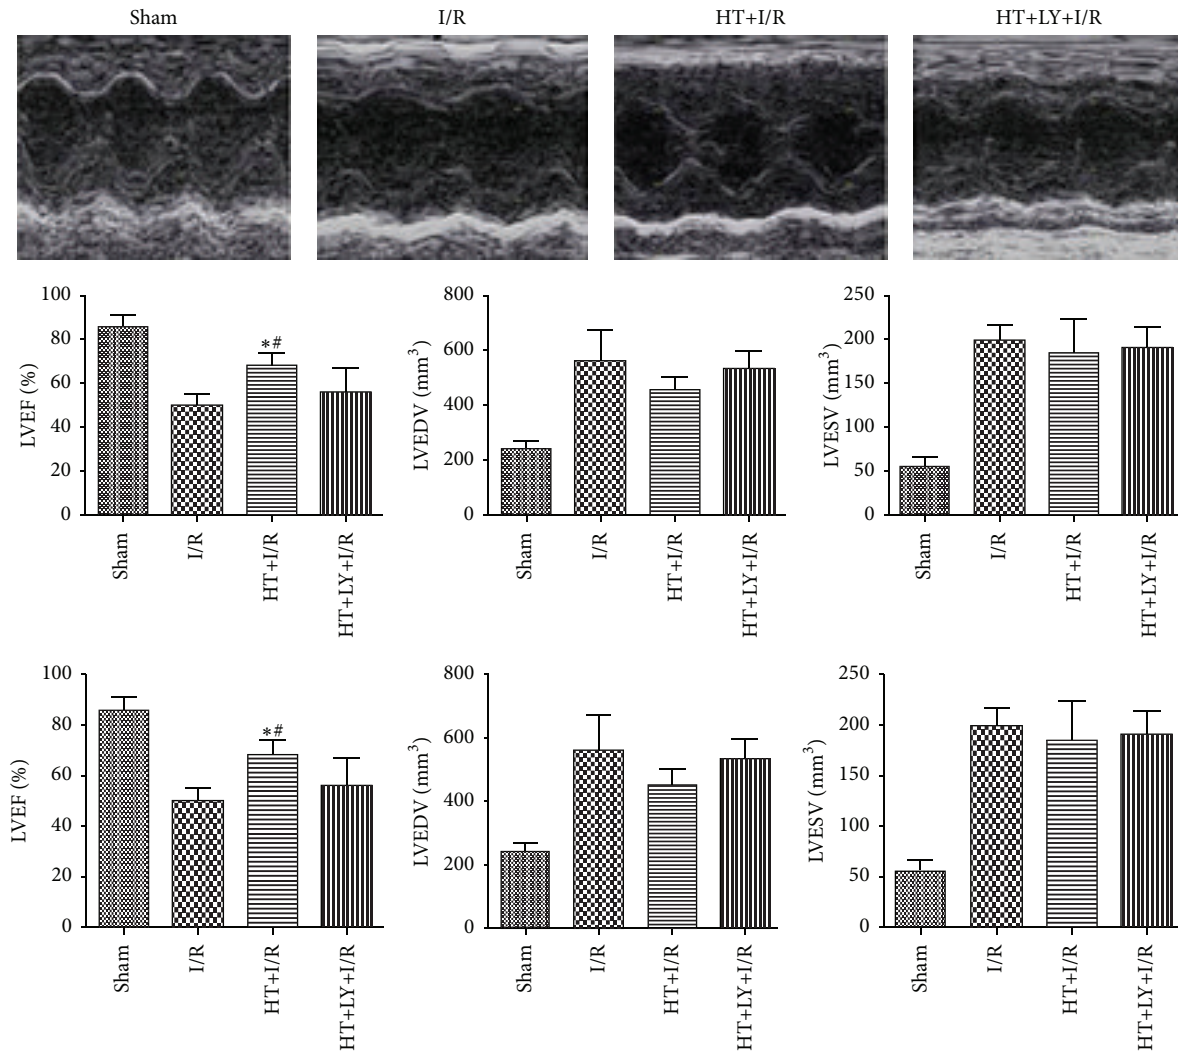 Sham I/R HT+I/R HT+LY+I/R
LVEF (%)
100
80
60
40
20
0
*#
Sham
I/R
HT+I/R
HT+LY+I/R
LVEDV (mm³)
800
600
400
200
0
Sham
I/R
HT+I/R
HT+LY+I/R
LVESV (mm³)
250
200
150
100
50
0
Sham
I/R
HT+I/R
HT+LY+I/R
LVEF (%)
100
80
60
40
20
0
*#
Sham
I/R
HT+I/R
HT+LY+I/R
LVEDV (mm³)
800
600
400
200
0
Sham
I/R
HT+I/R
HT+LY+I/R
LVESV (mm³)
250
200
150
100
50
0
Sham
I/R
HT+I/R
HT+LY+I/R